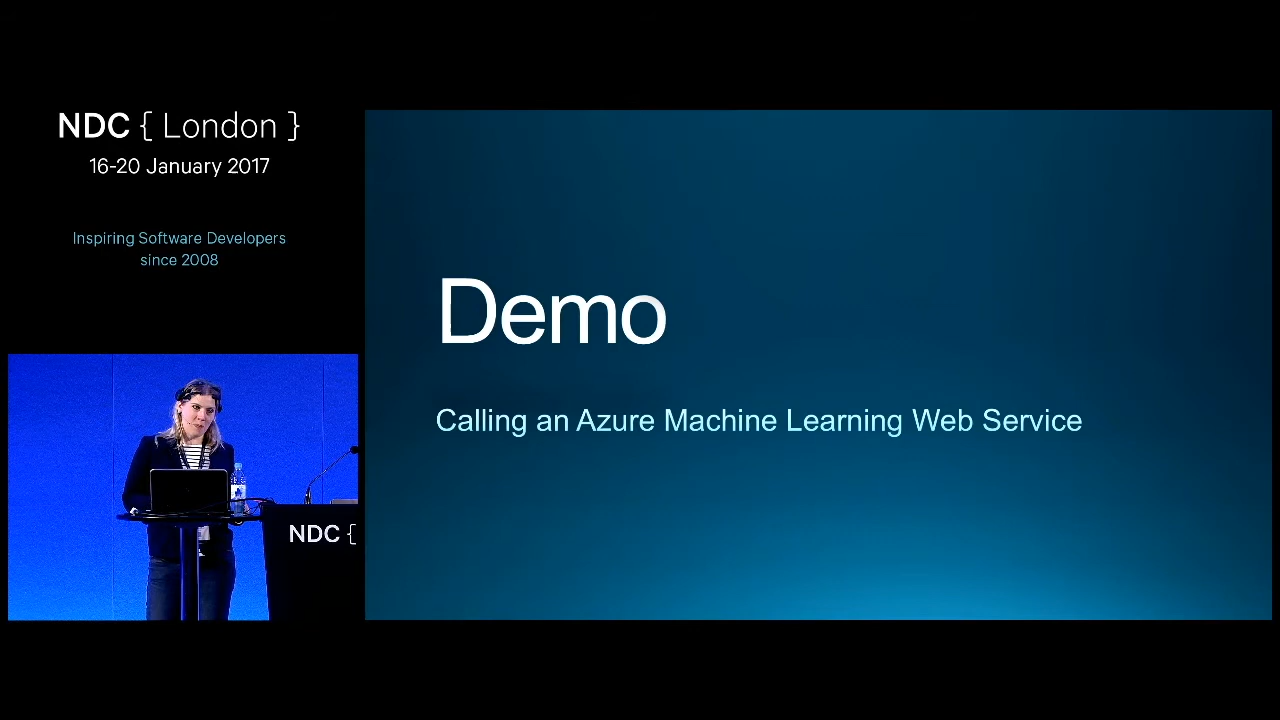 NDC { London }
16-20 January 2017
Inspiring Software Developers
since 2008
Demo
Calling an Azure Machine Learning Web Service
NDC {